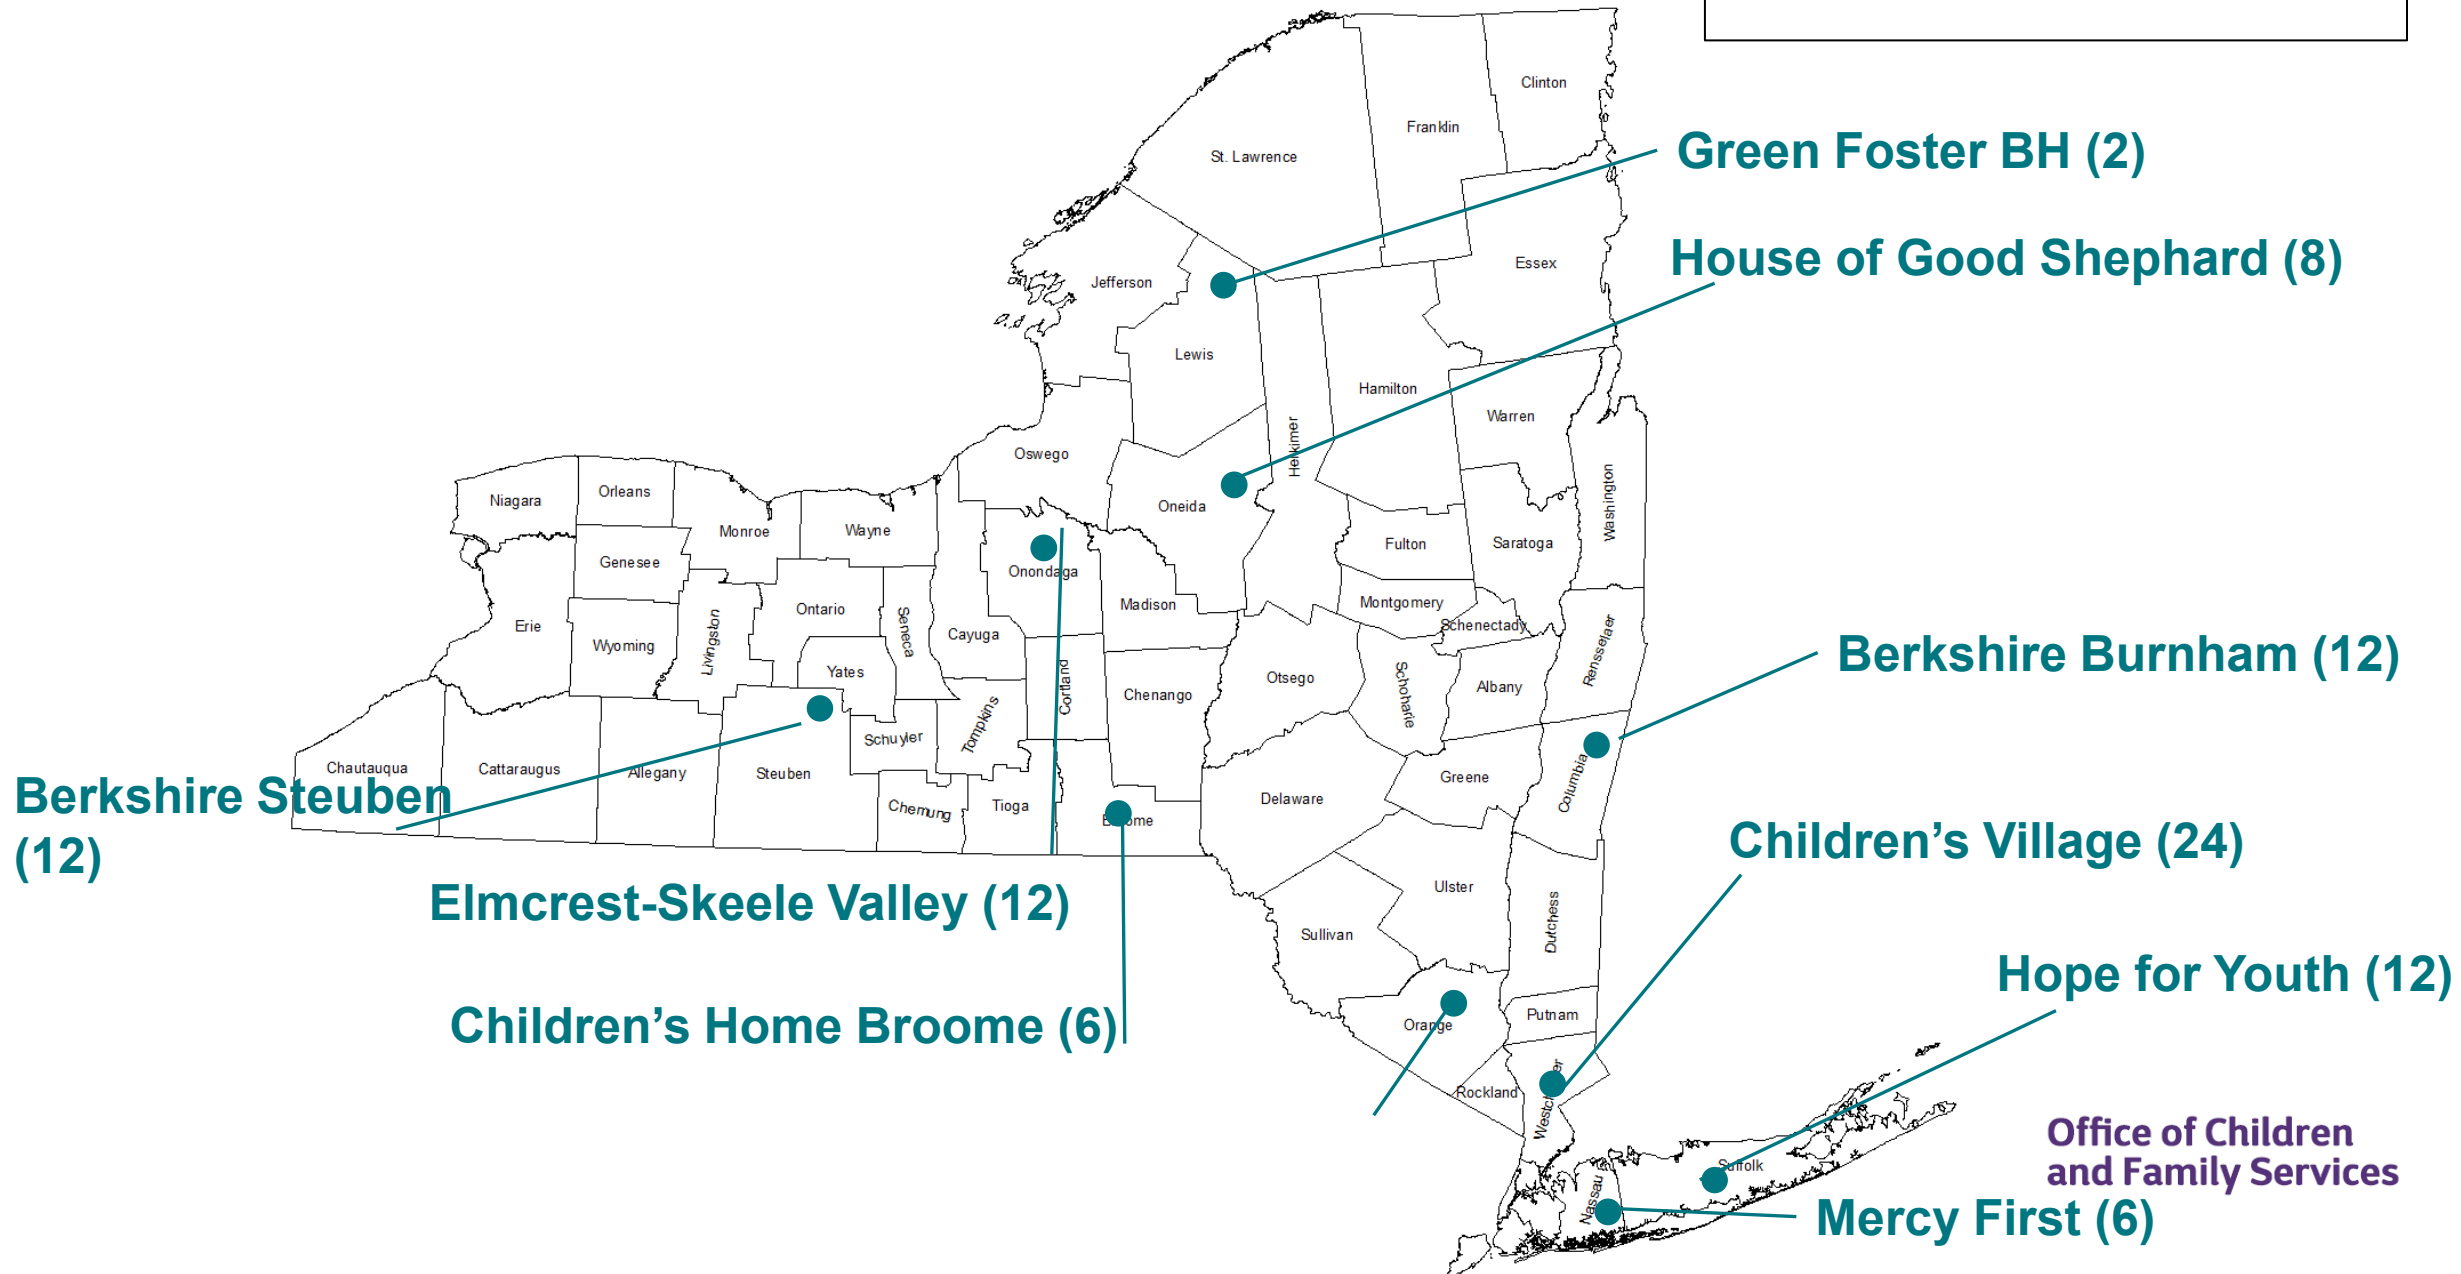 Clinton
Franklin
St. Lawrence
Green Foster BH (2)
House of Good Shephard (8)
Essex
Jefferson
Lewis
Hamilton
Warren
Herkimer
Oswego
Washington
Niagara
Orleans
Oneida
Monroe
Wayne
Fulton
Saratoga
Genesee
Onondaga
Madison
Montgomery
Ontario
Schenectady
Erie
Seneca
Cayuga
Wyoming
Livingston
Rensselaer
Berkshire Burnham (12)
Yates
Otsego
Albany
Cortland
Chenango
Schoharie
Tompkins
Schuyler
Chautauqua
Cattaraugus
Allegany
Steuben
Greene
Columbia
Berkshire Steuben
(12)
Chemung
Tioga
Broome
Delaware
Children’s Village (24)
Ulster
Elmcrest-Skeele Valley (12)
Sullivan
Dutchess
Hope for Youth (12)
Children’s Home Broome (6)
Orange
Putnam
Rockland
Westchester
Office of Children
and Family Services
Suffolk
Nassau
Mercy First (6)